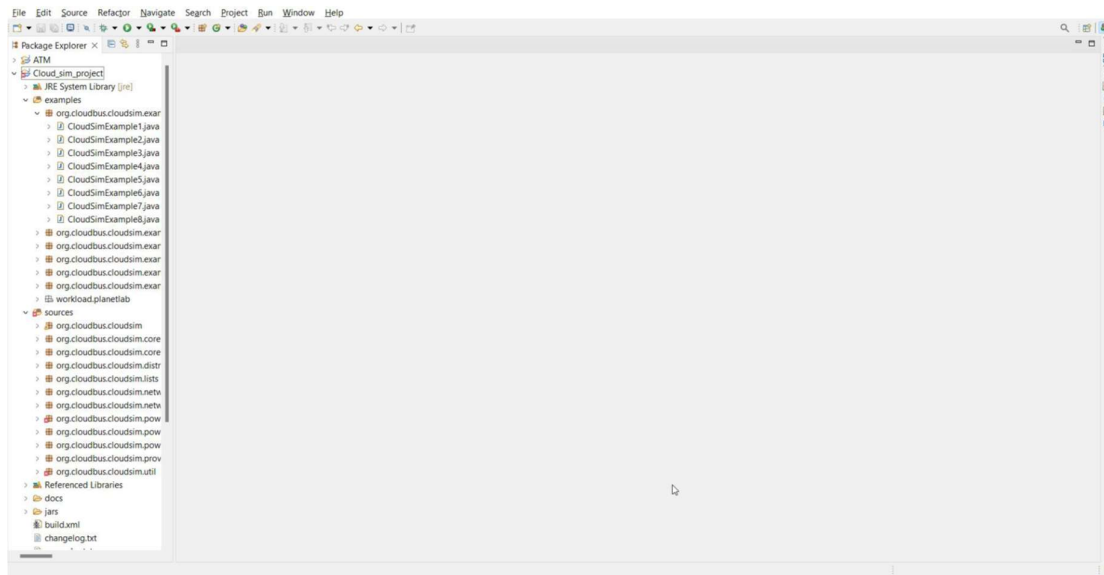 File Edit Source Refactor Navigate Search Project Run Window Help
Package Explorer
ATM
Cloud_sim_project
JRE System Library [jre]
examples
org.cloudbus.cloudsim.exar
CloudSimExample1.java
CloudSimExample2.java
CloudSimExample3.java
CloudSimExample4.java
CloudSimExample5.java
CloudSimExample6.java
CloudSimExample7.java
CloudSimExample8.java
org.cloudbus.cloudsim.exar
org.cloudbus.cloudsim.exar
org.cloudbus.cloudsim.exar
org.cloudbus.cloudsim.exar
org.cloudbus.cloudsim.exar
workload.planetlab
sources
org.cloudbus.cloudsim
org.cloudbus.cloudsim.core
org.cloudbus.cloudsim.core
org.cloudbus.cloudsim.distr
org.cloudbus.cloudsim.lists
org.cloudbus.cloudsim.netw
org.cloudbus.cloudsim.netw
org.cloudbus.cloudsim.pow
org.cloudbus.cloudsim.pow
org.cloudbus.cloudsim.pow
org.cloudbus.cloudsim.prov
org.cloudbus.cloudsim.util
Referenced Libraries
docs
jars
build.xml
changelog.txt